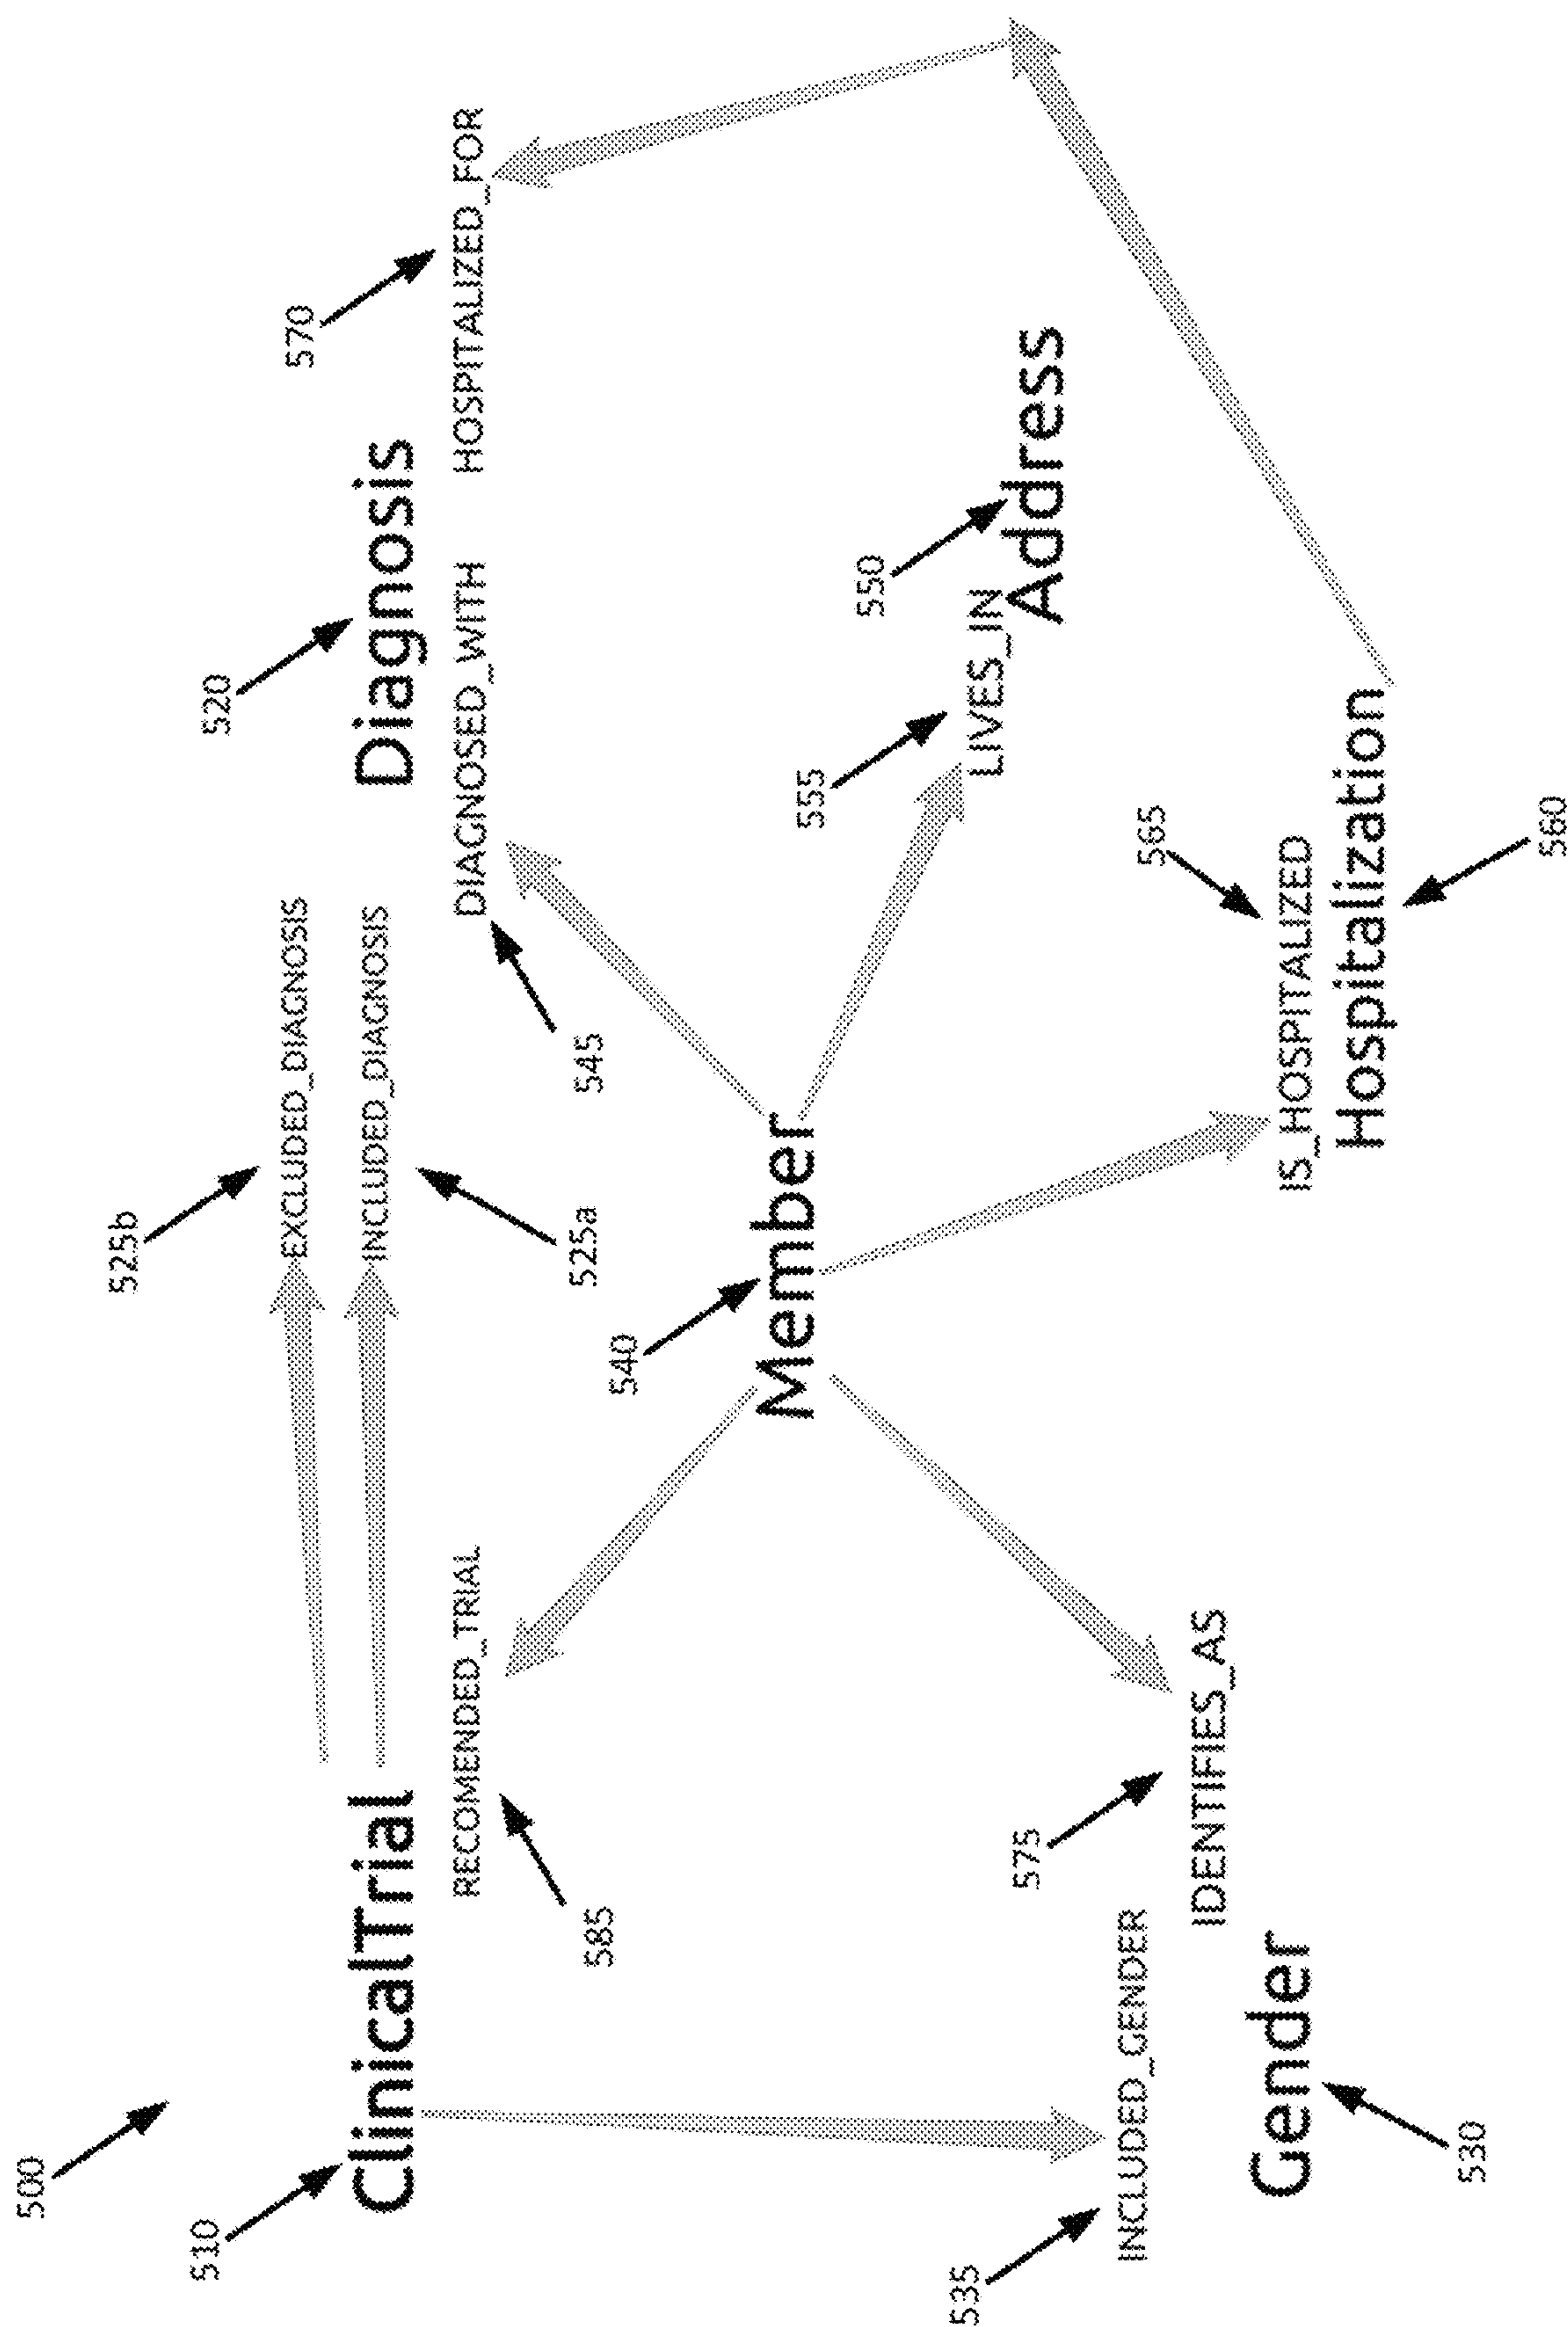 500
510
ClinicalTrial
525b
EXCLUDED_DIAGNOSIS
INCLUDED_DIAGNOSIS
525a
520
Diagnosis
570
RECOMENDED_TRIAL
585
DIAGNOSED_WITH
545
HOSPITALIZED_FOR
540
Member
555
LIVES_IN
550
Address
535
INCLUDED_GENDER
575
IDENTIFIES_AS
Gender
530
565
IS_HOSPITALIZED
Hospitalization
560